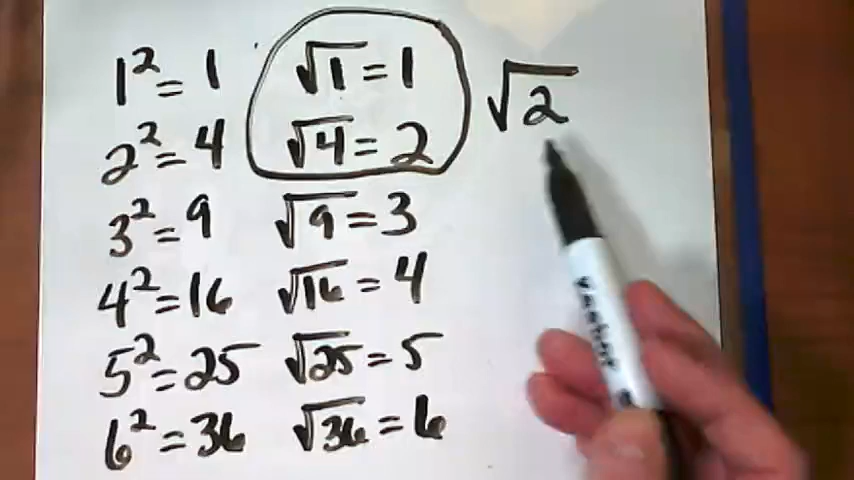 1² = 1 √1 = 1 √2
2² = 4 √4 = 2
3² = 9 √9 = 3
4² = 16 √16 = 4
5² = 25 √25 = 5
6² = 36 √36 = 6